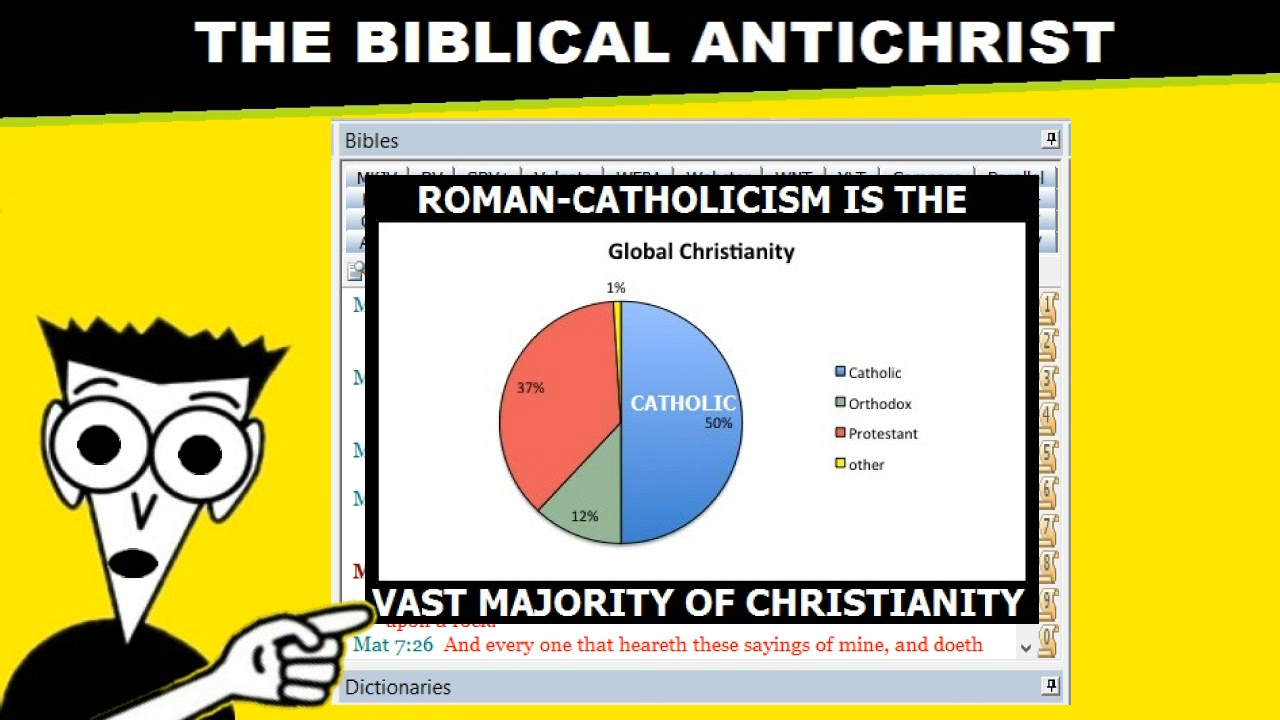 THE BIBLICAL ANTICHRIST
Bibles
ROMAN-CATHOLICISM IS THE
Global Christianity
1%
37%
CATHOLIC
50%
12%
Catholic
Orthodox
Protestant
other
VAST MAJORITY OF CHRISTIANITY
Mat 7:26 And every one that heareth these sayings of mine, and doeth
Dictionaries